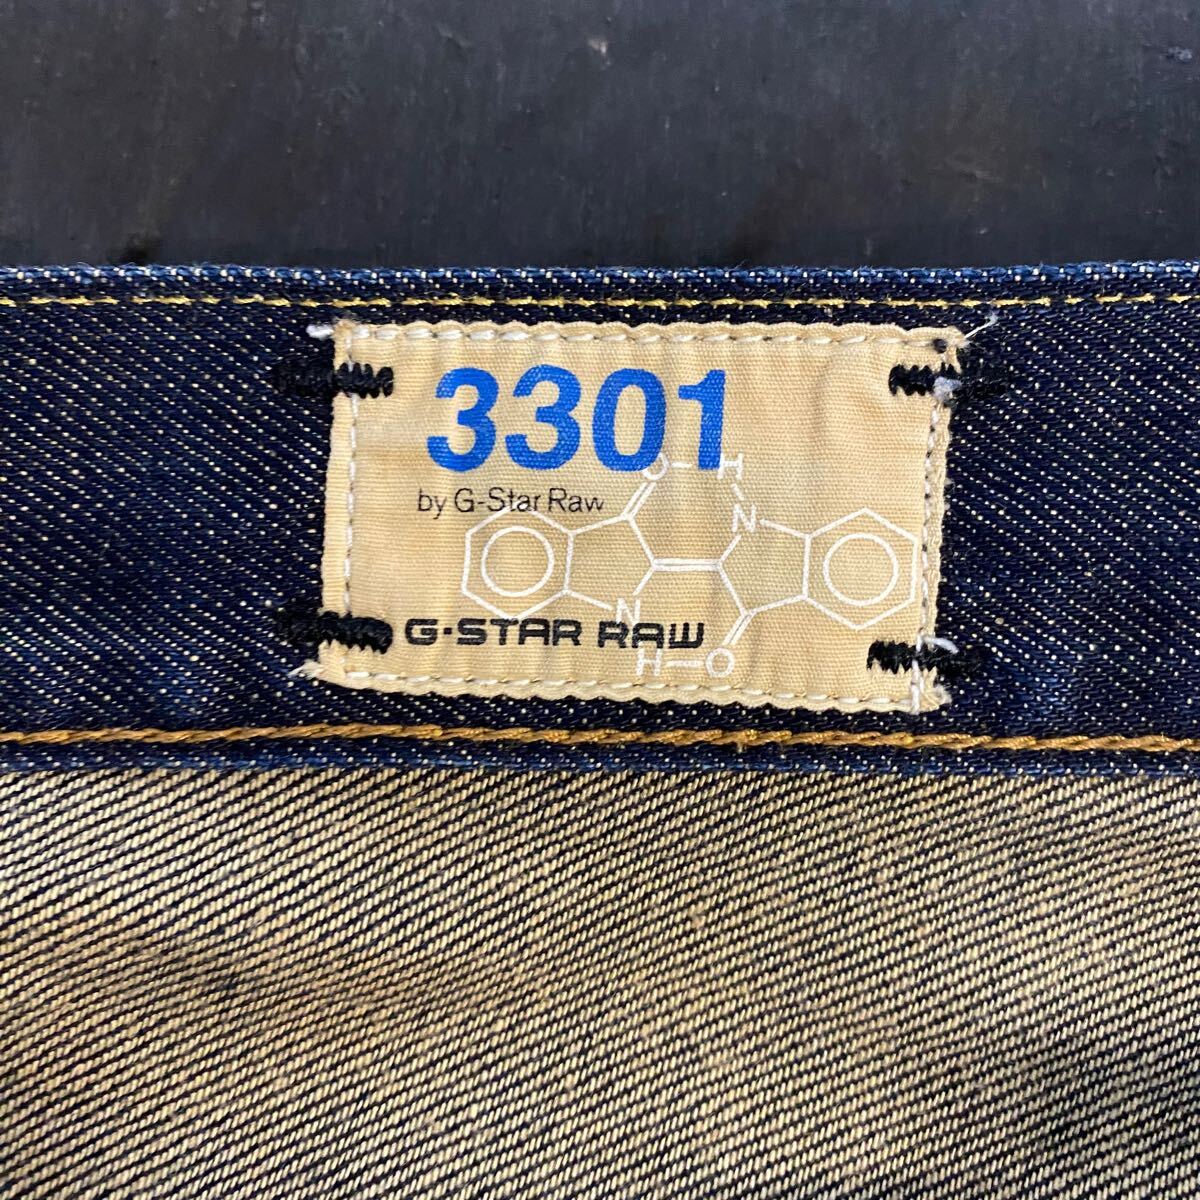 3301
by G-Star Raw
O H
N
N
G-STAR RAW
H O